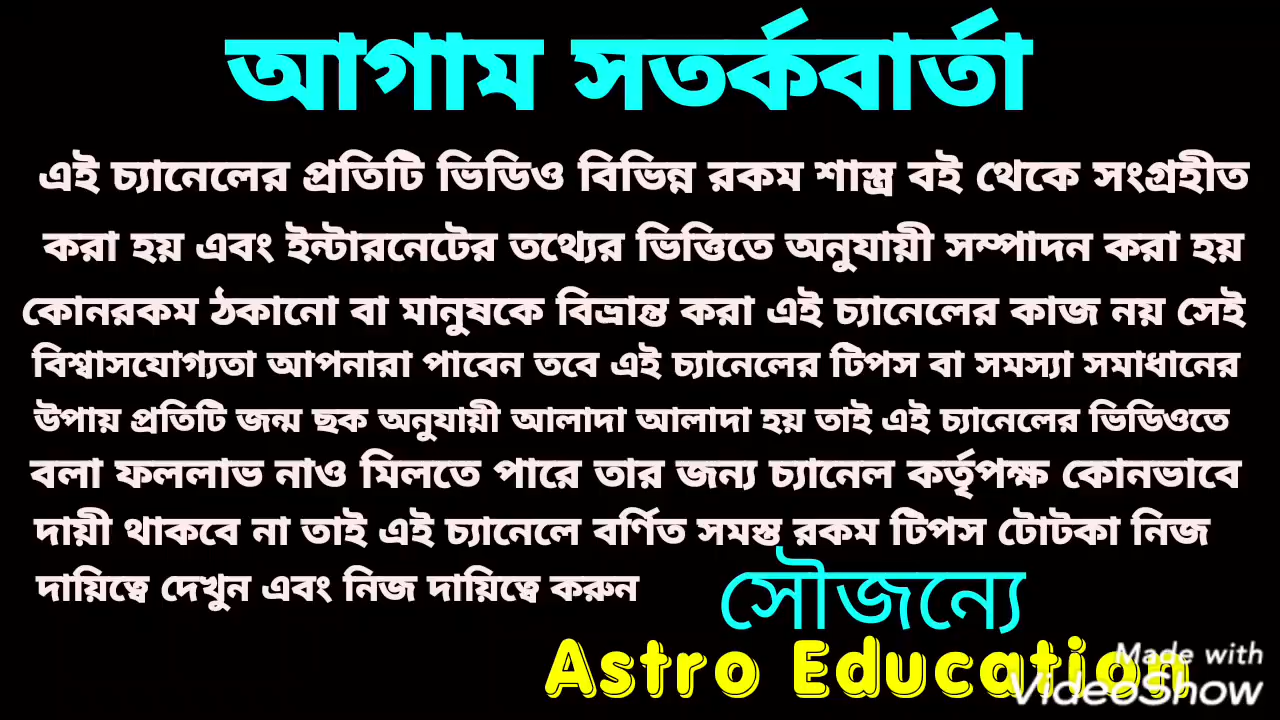 আগাম সতর্কবার্তা
এই চ্যানেলের প্রতিটি ভিডিও বিভিন্ন রকম শাস্ত্র বই থেকে সংগ্রহীত
করা হয় এবং ইন্টারনেটের তথ্যের ভিত্তিতে অনুযায়ী সম্পাদন করা হয়
কোনরকম ঠকানো বা মানুষকে বিভ্রান্ত করা এই চ্যানেলের কাজ নয় সেই
বিশ্বাসযোগ্যতা আপনারা পাবেন তবে এই চ্যানেলের টিপস বা সমস্যা সমাধানের
উপায় প্রতিটি জন্ম ছক অনুযায়ী আলাদা আলাদা হয় তাই এই চ্যানেলের ভিডিওতে
বলা ফললাভ নাও মিলতে পারে তার জন্য চ্যানেল কর্তৃপক্ষ কোনভাবে
দায়ী থাকবে না তাই এই চ্যানেলে বর্ণিত সমস্ত রকম টিপস টোটকা নিজ
দায়িত্বে দেখুন এবং নিজ দায়িত্বে করুন
সৌজন্যে
Astro Education
Made with
VideoShow